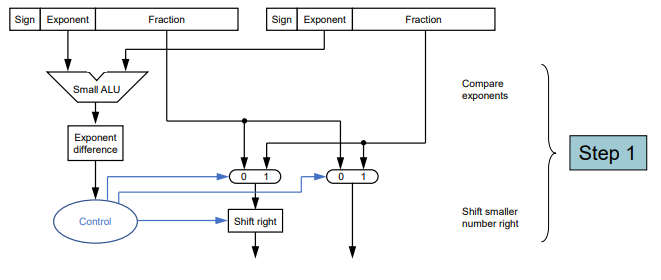 Sign Exponent Fraction
Sign Exponent Fraction
Small ALU
Compare
exponents
Exponent
difference
Step 1
0 1
0 1
Control
Shift right
Shift smaller
number right